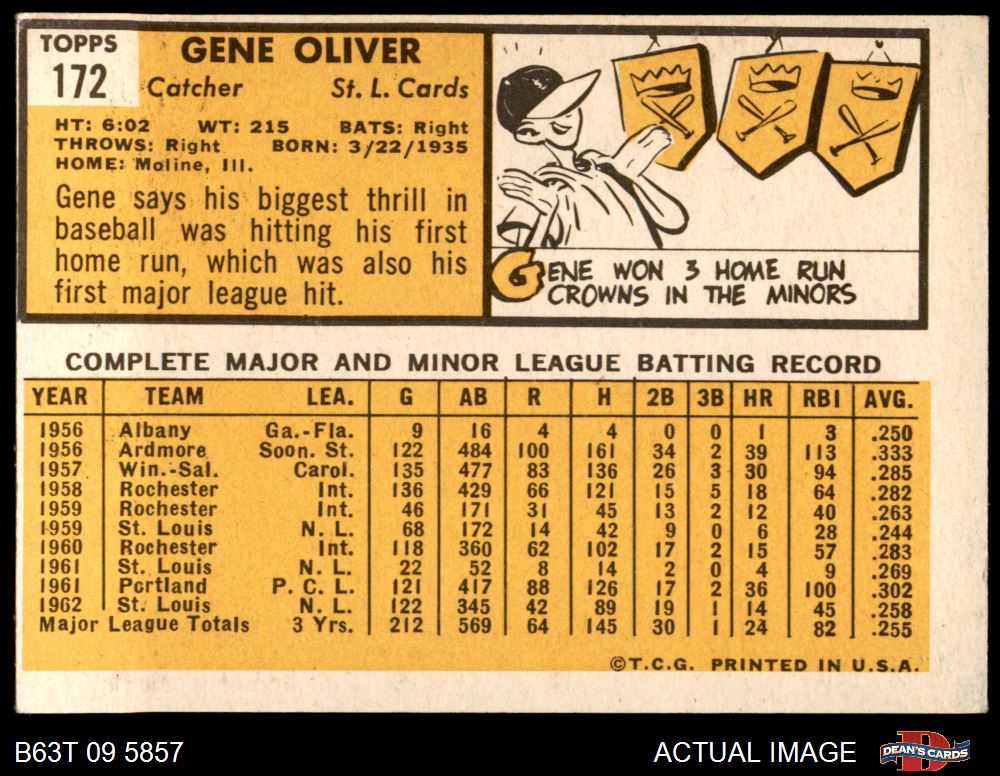 TOPPS
172
GENE OLIVER
Catcher St. L. Cards
HT: 6:02 WT: 215 BATS: Right
THROWS: Right BORN: 3/22/1935
HOME: Moline, Ill.
Gene says his biggest thrill in
baseball was hitting his first
home run, which was also his
first major league hit.
GENE WON 3 HOME RUN
CROWNS IN THE MINORS
COMPLETE MAJOR AND MINOR LEAGUE BATTING RECORD
YEAR TEAM LEA. G AB R H 2B 3B HR RBI AVG.
1956 Albany Ga.-Fla. 9 16 4 4 0 0 1 3 .250
1956 Ardmore Soon. St. 122 484 100 161 34 2 39 113 .333
1957 Win.-Sal. Carol. 135 477 83 136 26 3 30 94 .285
1958 Rochester Int. 136 429 66 121 15 5 18 64 .282
1959 Rochester Int. 46 171 31 45 13 2 12 40 .263
1959 St. Louis N. L. 68 172 14 42 9 0 6 28 .244
1960 Rochester Int. 118 360 62 102 17 2 15 57 .283
1961 St. Louis N. L. 22 52 8 14 2 0 4 9 .269
1961 Portland P. C. L. 121 417 88 126 17 2 36 100 .302
1962 St. Louis N. L. 122 345 42 89 19 1 14 45 .258
Major League Totals 3 Yrs. 212 569 64 145 30 1 24 82 .255
©T.C.G. PRINTED IN U.S.A.
B63T 09 5857 ACTUAL IMAGE DEAN'S CARDS